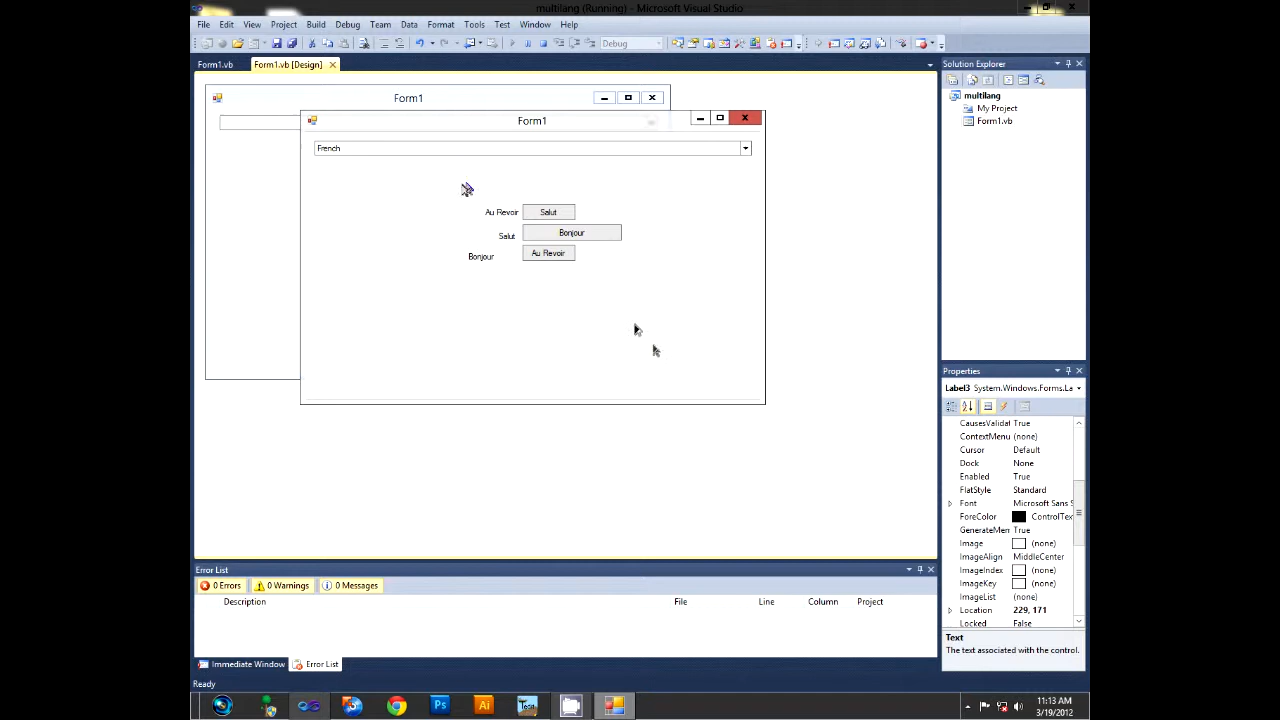 multilang (Running) - Microsoft Visual Studio
File Edit View Project Build Debug Team Data Format Tools Test Window Help
Debug
Form1.vb Form1.vb [Design]
Solution Explorer
multilang
My Project
Form1.vb
Form1
Form1
French
Au Revoir Salut
Salut Bonjour
Bonjour Au Revoir
Properties
Label3 System.Windows.Forms.La
CausesValidat True
ContextMenu (none)
Cursor Default
Dock None
Enabled True
FlatStyle Standard
Font Microsoft Sans S
ForeColor ControlText
GenerateMen True
Image (none)
ImageAlign MiddleCenter
ImageIndex (none)
ImageKey (none)
ImageList (none)
Location 229, 171
Locked False
Text
The text associated with the control.
Error List
0 Errors 0 Warnings 0 Messages
Description File Line Column Project
Immediate Window Error List
Ready
Ps Ai
11:13 AM
3/19/2012